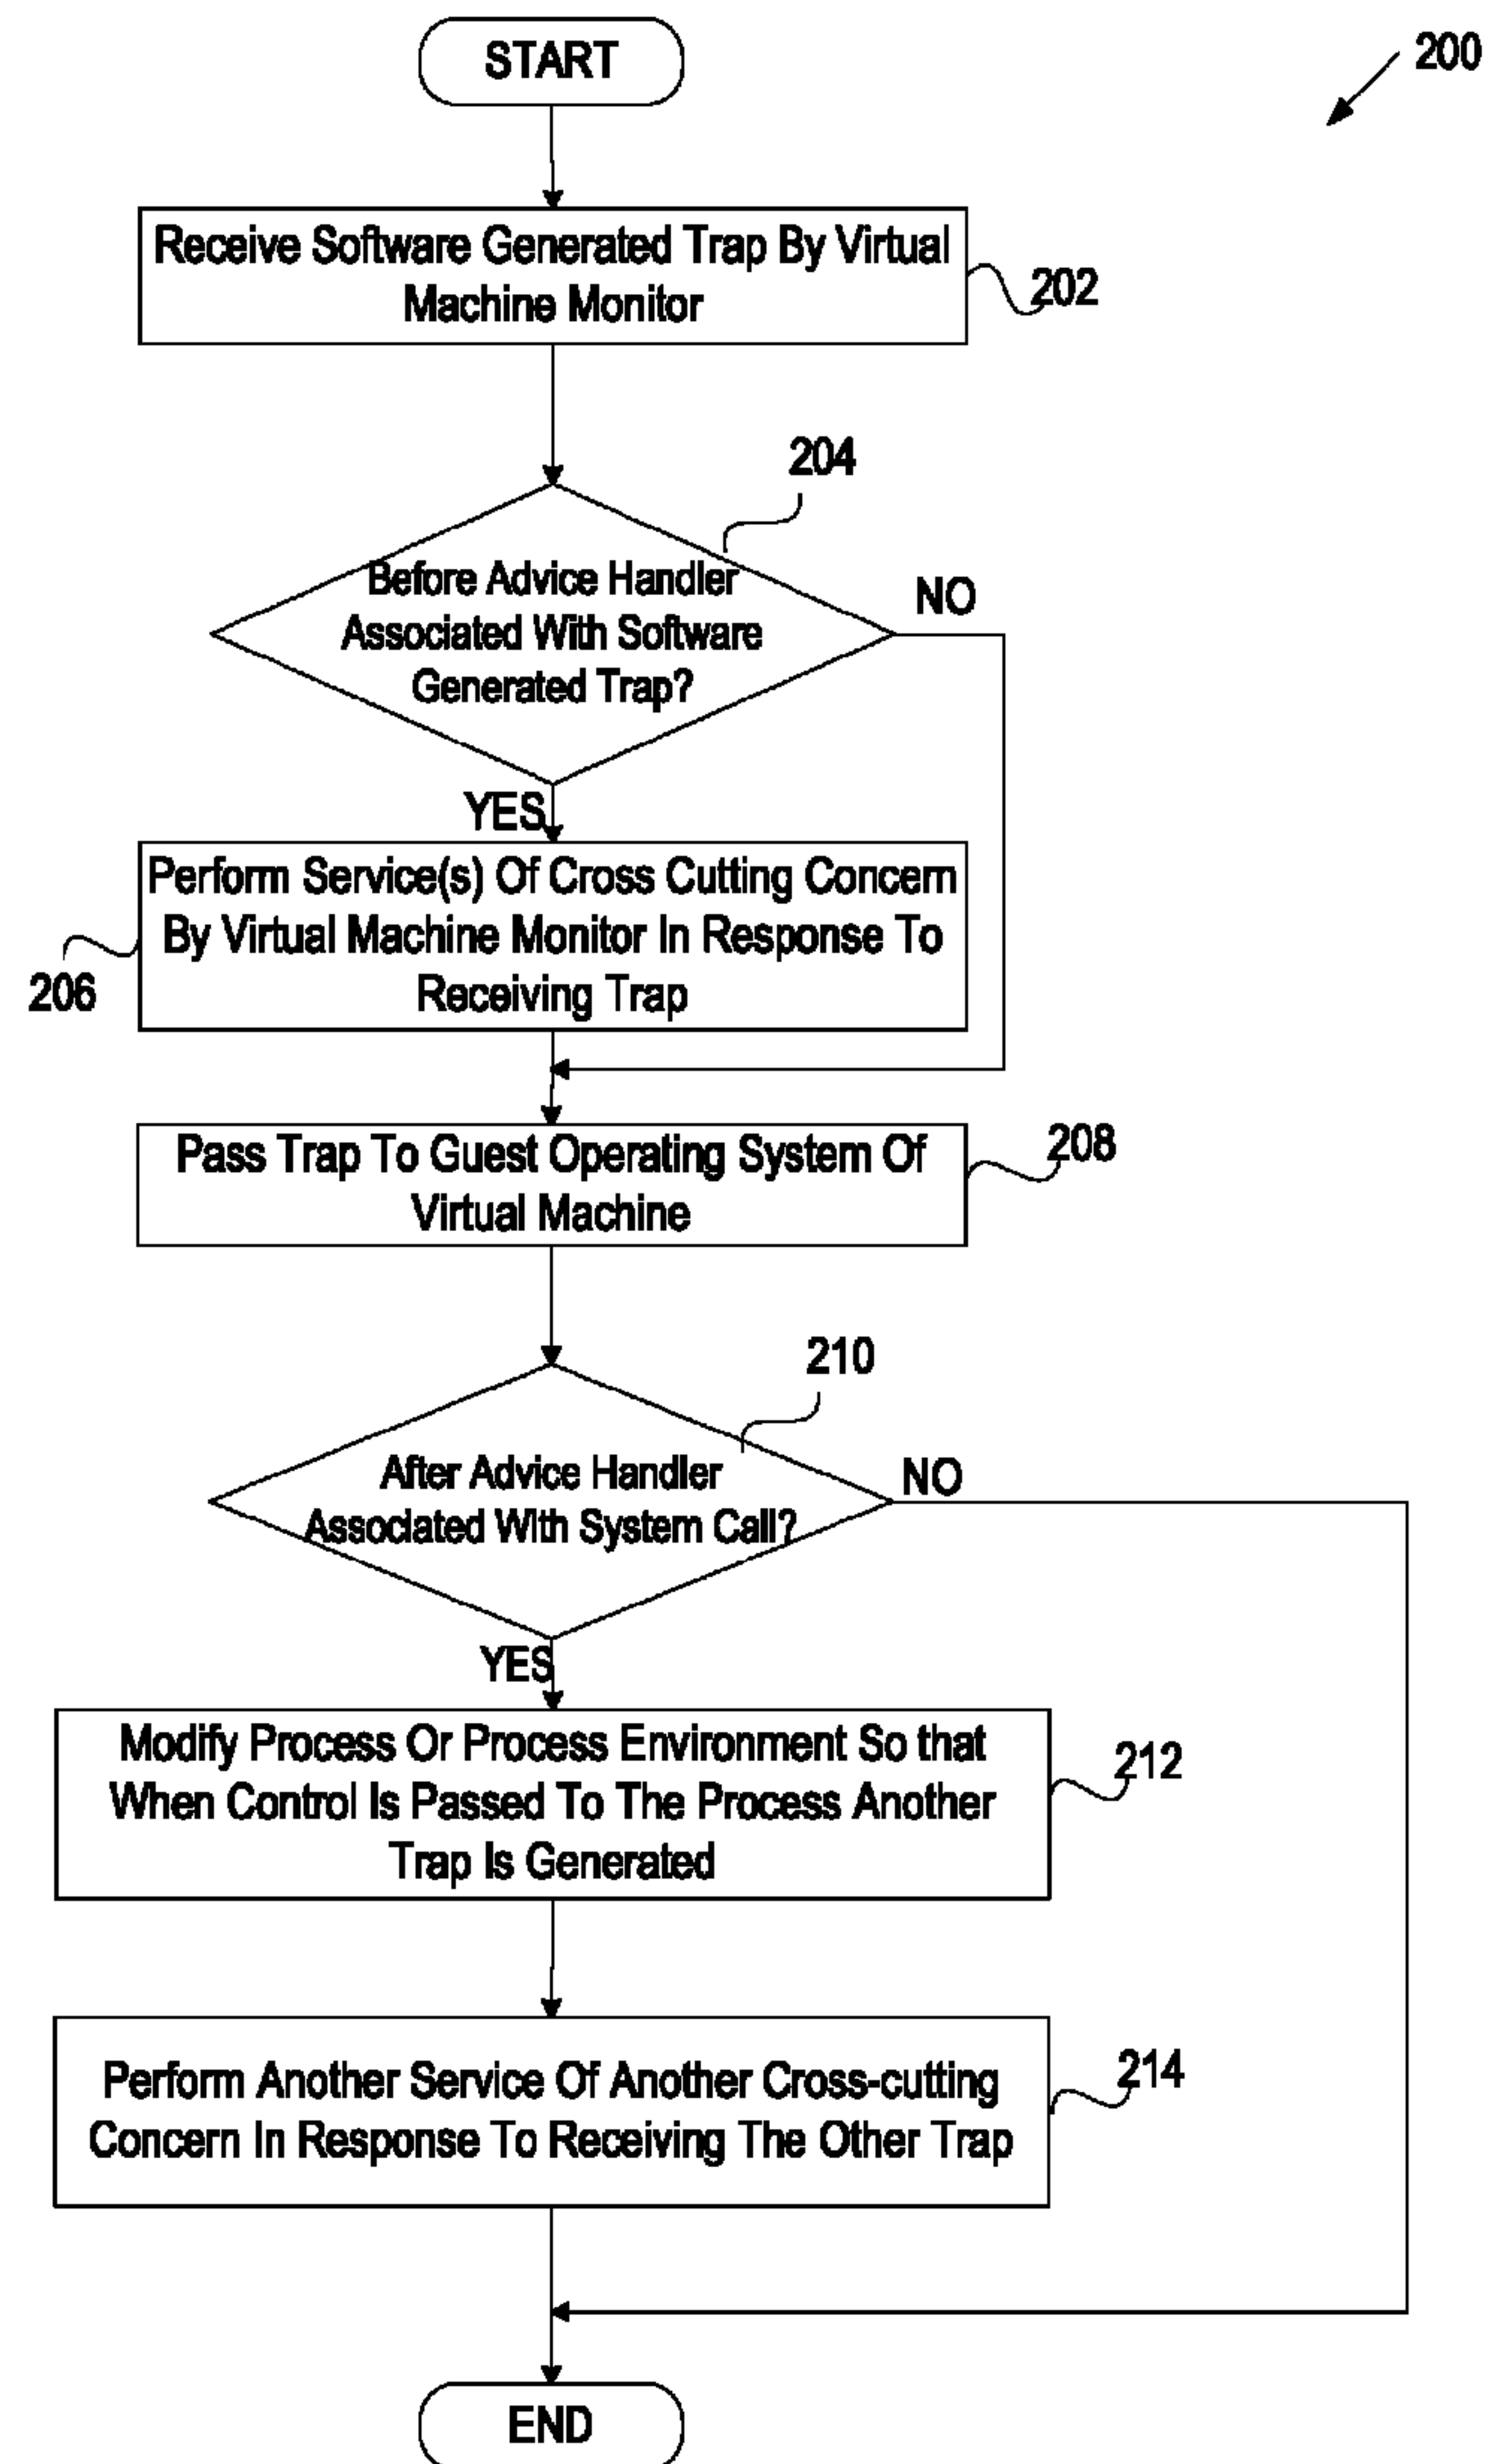 START
200
Receive Software Generated Trap By Virtual
Machine Monitor
202
204
Before Advice Handler
Associated With Software
Generated Trap?
NO
YES
Perform Service(s) Of Cross Cutting Concern
By Virtual Machine Monitor In Response To
Receiving Trap
206
Pass Trap To Guest Operating System Of
Virtual Machine
208
210
After Advice Handler
Associated With System Call?
NO
YES
Modify Process Or Process Environment So that
When Control Is Passed To The Process Another
Trap Is Generated
212
Perform Another Service Of Another Cross-cutting
Concern In Response To Receiving The Other Trap
214
END